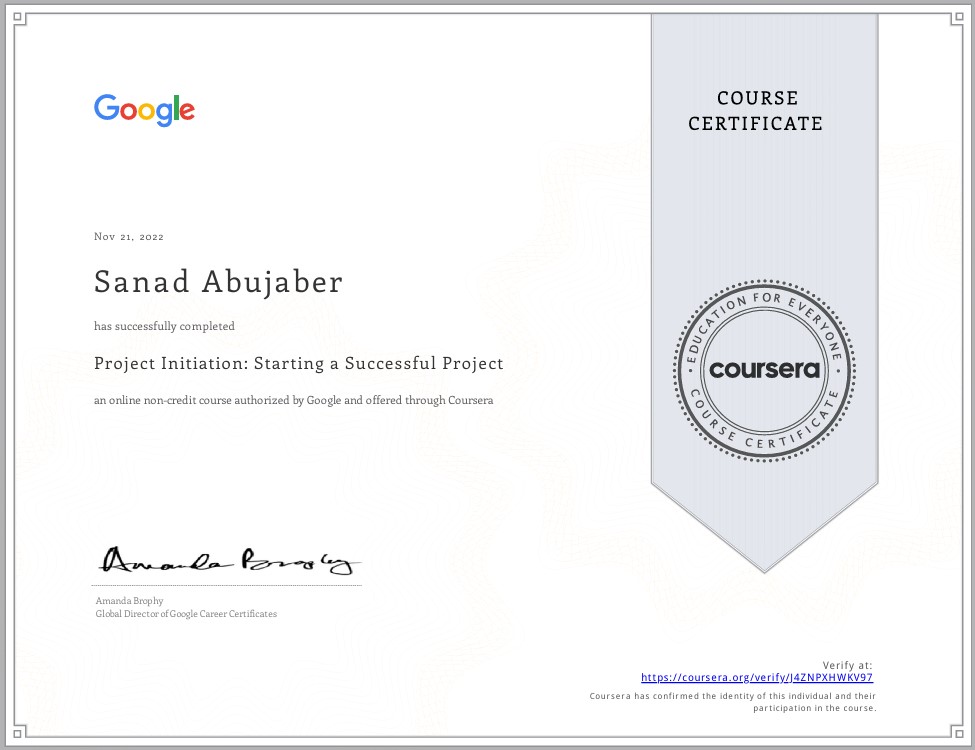 Google
COURSE
CERTIFICATE
Nov 21, 2022
Sanad Abujaber
has successfully completed
Project Initiation: Starting a Successful Project
an online non-credit course authorized by Google and offered through Coursera
EDUCATION FOR EVERYONE
coursera
COURSE CERTIFICATE
Amanda Brophy
Amanda Brophy
Global Director of Google Career Certificates
Verify at:
https://coursera.org/verify/J4ZNPXHWKV97
Coursera has confirmed the identity of this individual and their
participation in the course.